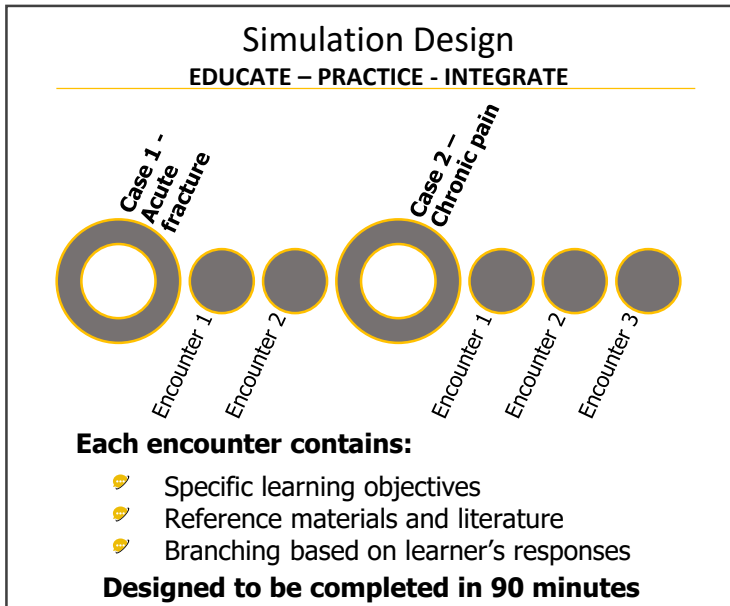 Simulation Design
EDUCATE – PRACTICE - INTEGRATE
Case 1 -
Acute
fracture
Encounter 1
Encounter 2
Case 2 –
Chronic pain
Encounter 1
Encounter 2
Encounter 3
Each encounter contains:
Specific learning objectives
Reference materials and literature
Branching based on learner’s responses
Designed to be completed in 90 minutes